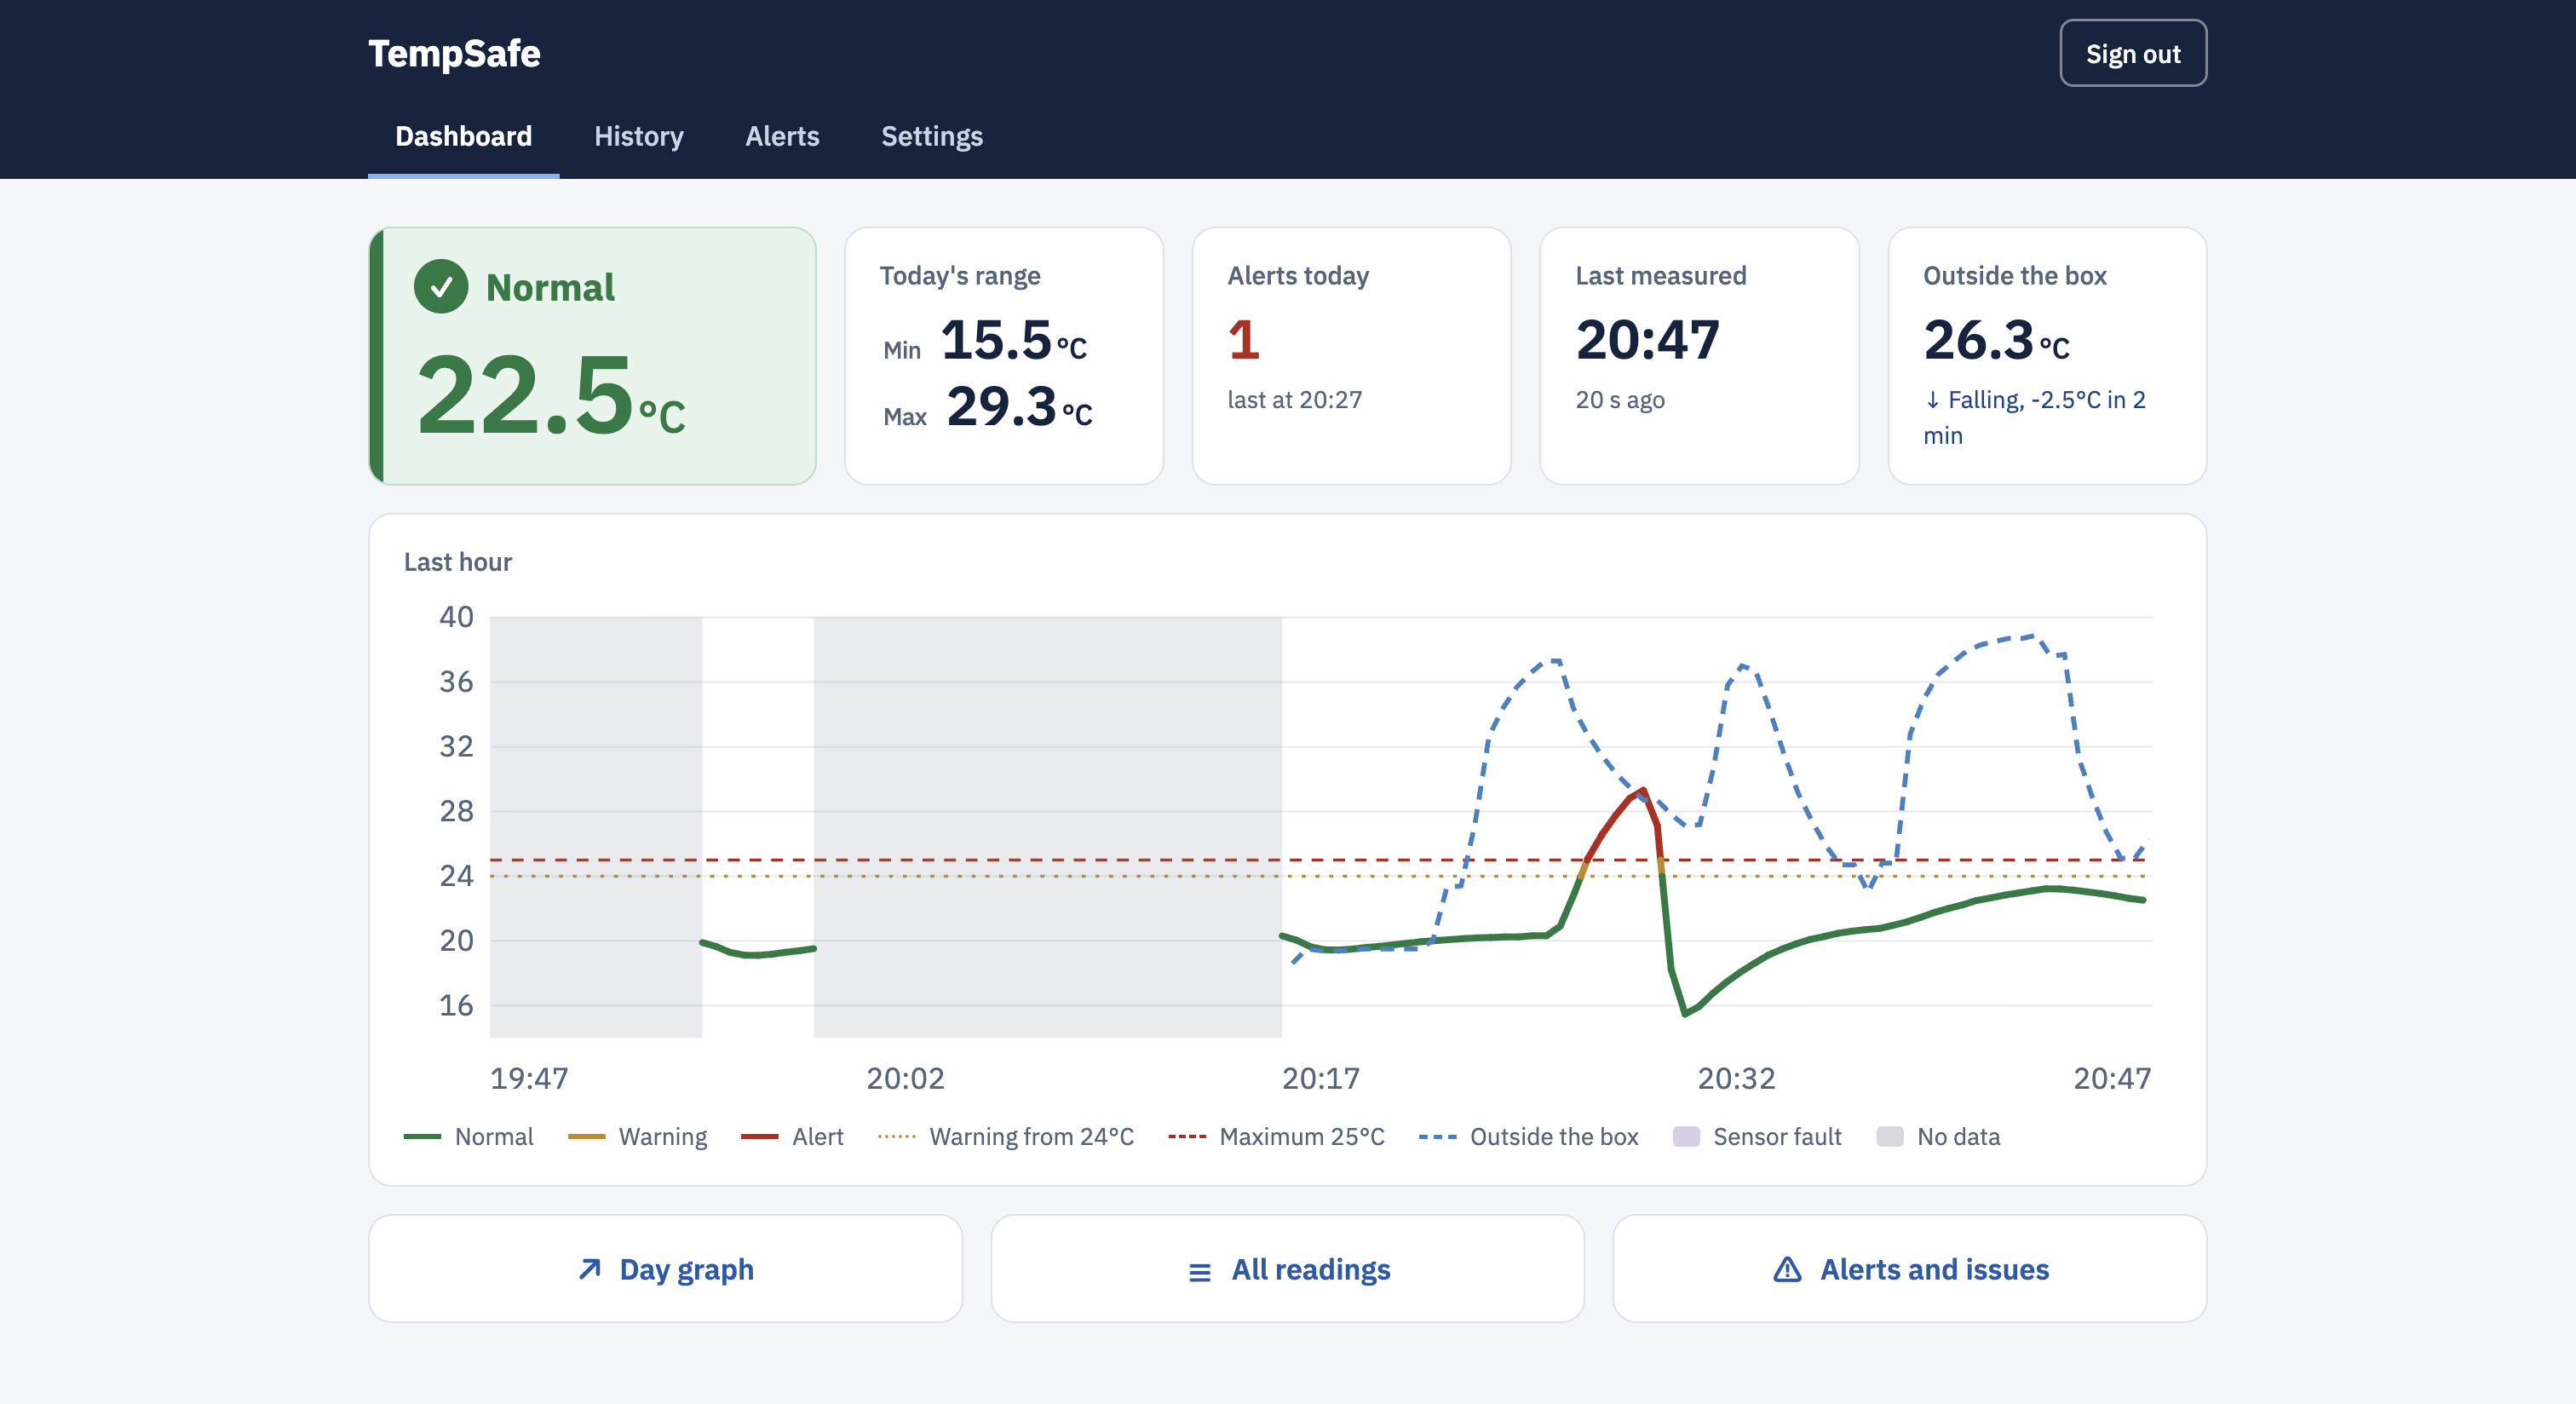 TempSafe
Sign out
Dashboard
History
Alerts
Settings
Normal
22.5°C
Today's range
Min 15.5°C
Max 29.3°C
Alerts today
1
last at 20:27
Last measured
20:47
20 s ago
Outside the box
26.3°C
↓ Falling, -2.5°C in 2
min
Last hour
40
36
32
28
24
20
16
19:47
20:02
20:17
20:32
20:47
Normal
Warning
Alert
Warning from 24°C
Maximum 25°C
Outside the box
Sensor fault
No data
Day graph
All readings
Alerts and issues